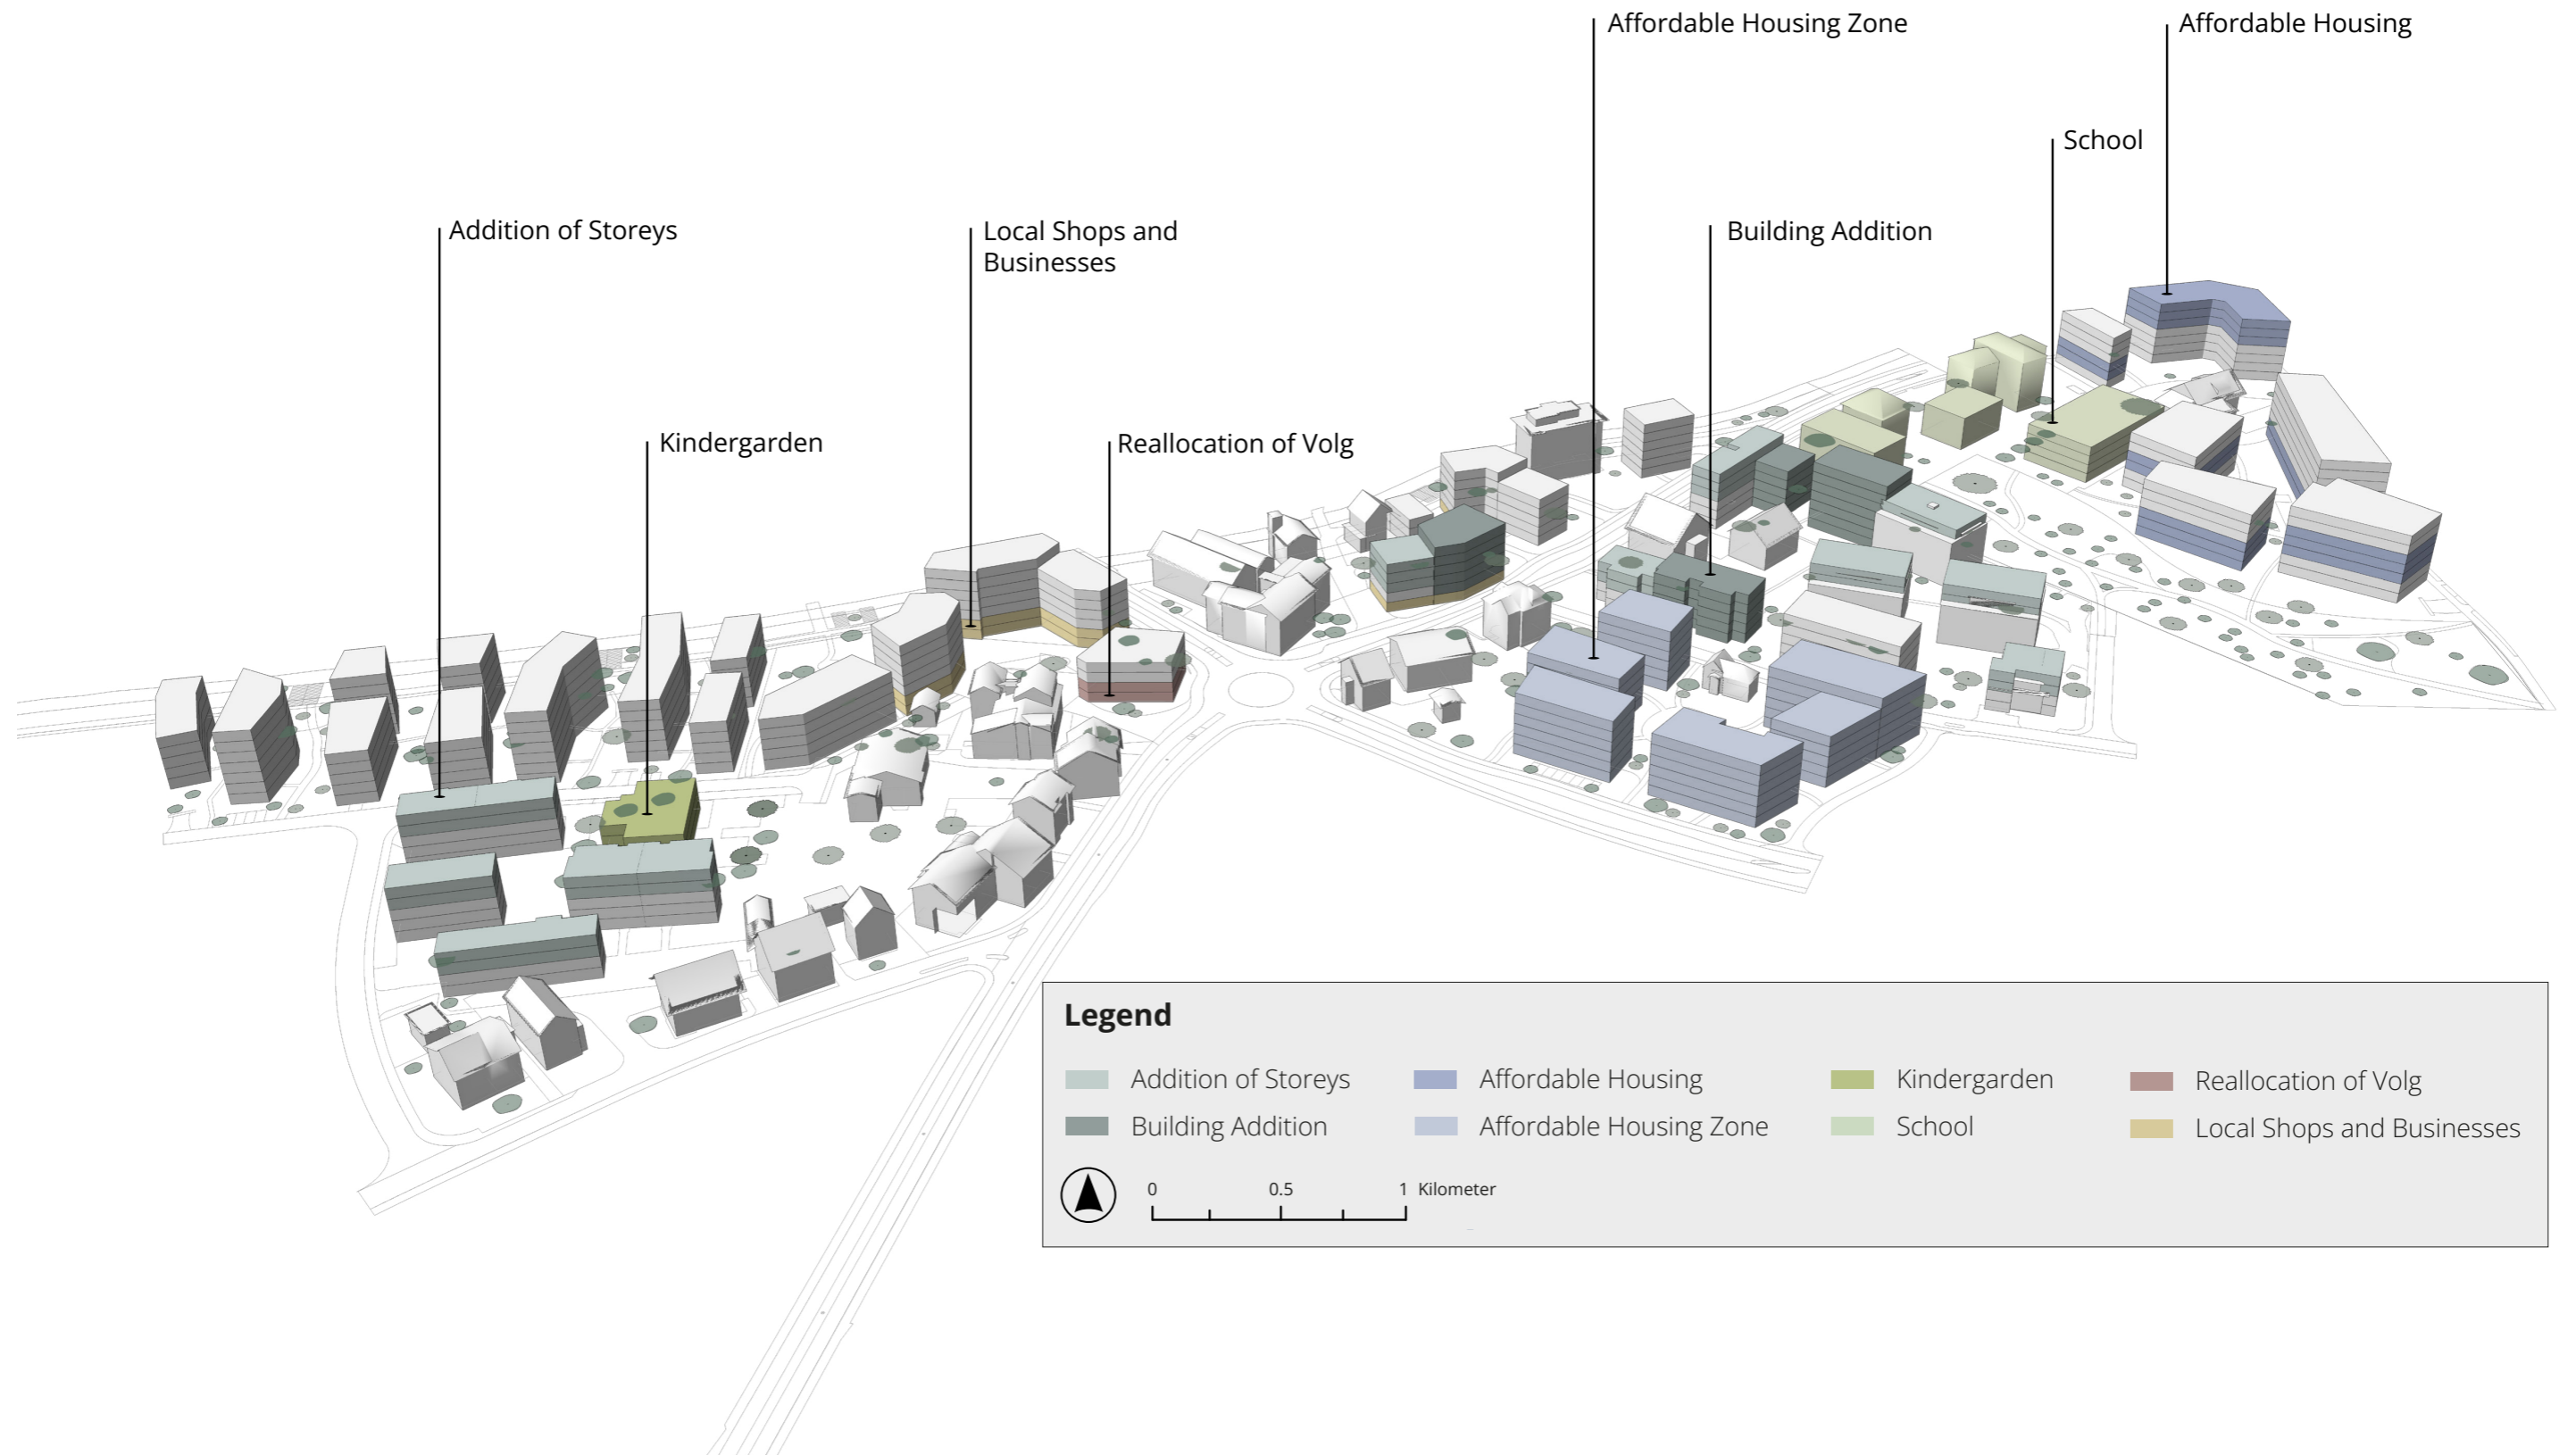 Affordable Housing Zone
Affordable Housing
School
Addition of Storeys
Local Shops and
Businesses
Building Addition
Kindergarden
Reallocation of Volg
Legend
Addition of Storeys
Affordable Housing
Kindergarden
Reallocation of Volg
Building Addition
Affordable Housing Zone
School
Local Shops and Businesses
0 0.5 1 Kilometer